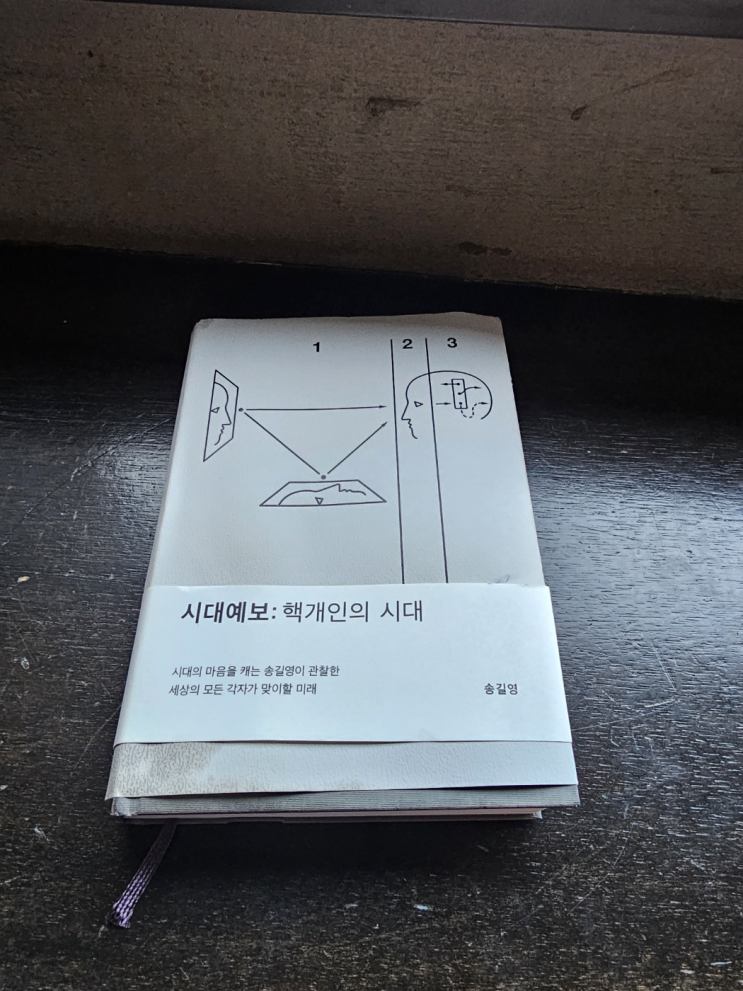 1 2 3
시대예보: 핵개인의 시대
시대의 마음을 캐는 송길영이 관찰한
세상의 모든 각자가 맞이할 미래
송길영